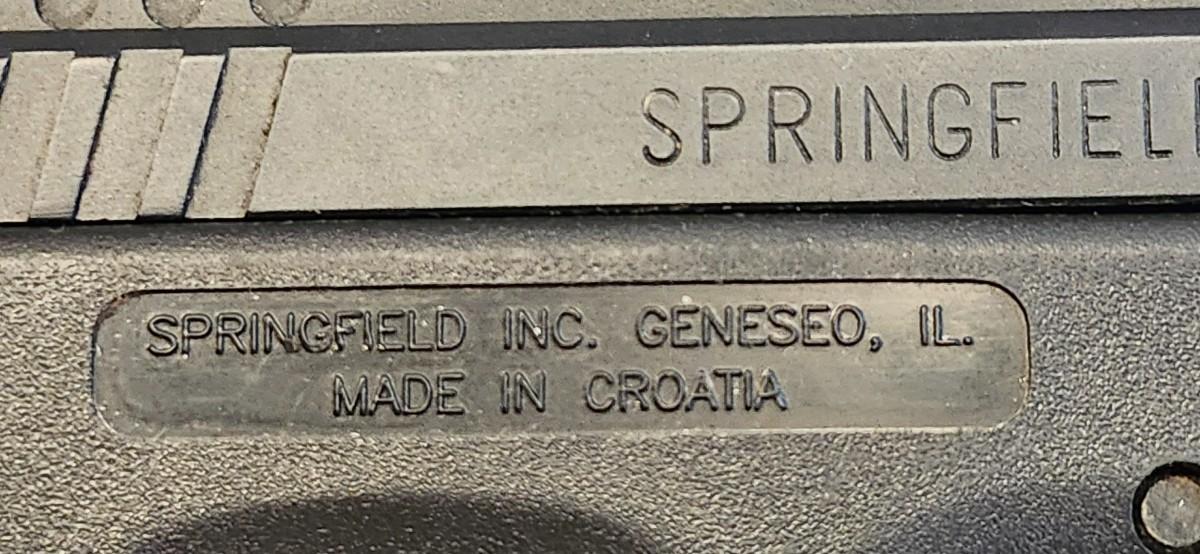 SPRINGFIEL
SPRINGFIELD INC. GENESEO, IL.
MADE IN CROATIA